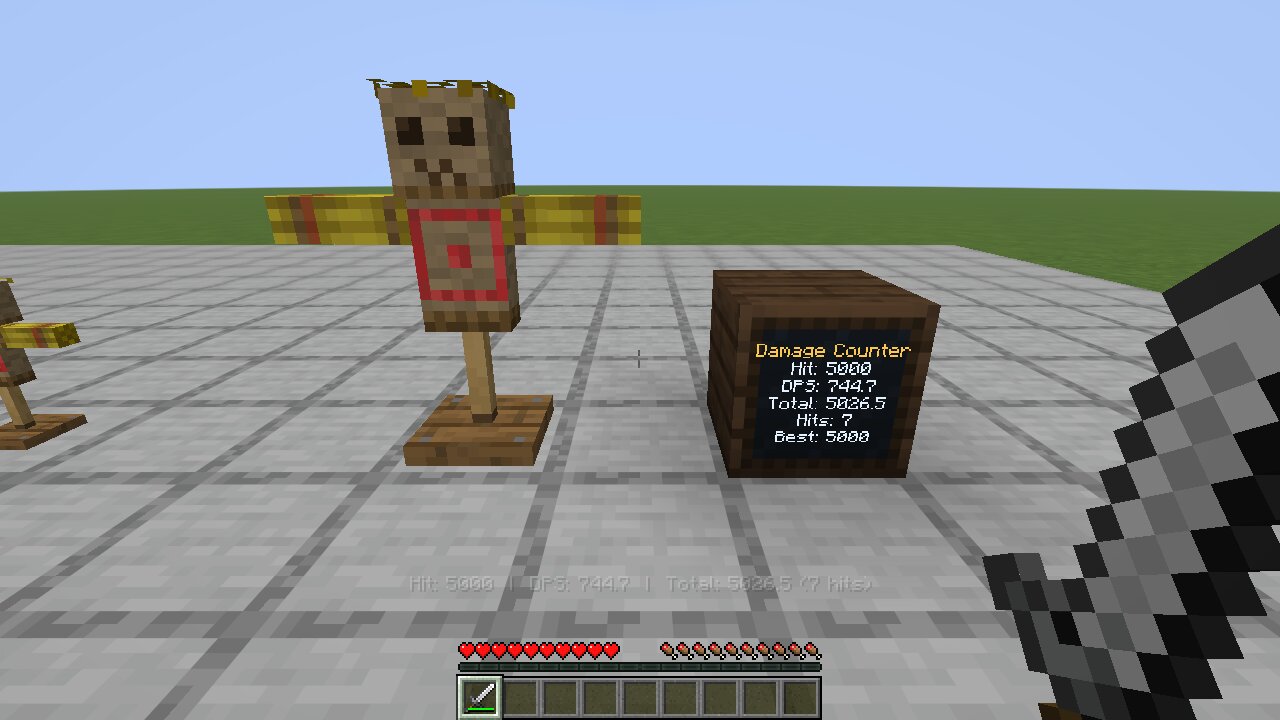 Damage Counter
Hit: 5000
DPS: 744.7
Total: 5026.5
Hits: 7
Best: 5000
Hit: 5000 | DPS: 744.7 | Total: 5026.5 (7 hits)